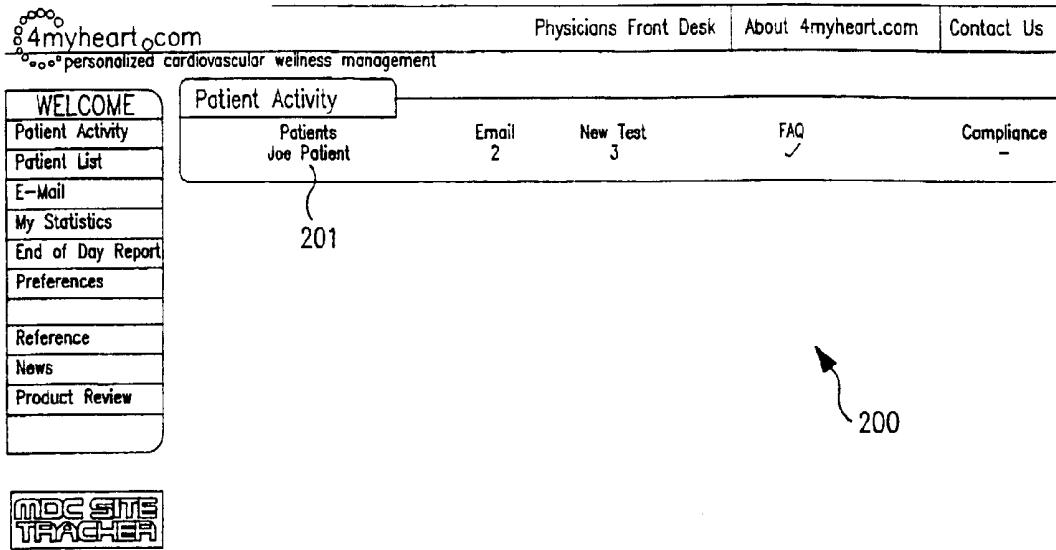 4myheart.com
Physicians Front Desk About 4myheart.com Contact Us
personalized cardiovascular wellness management
WELCOME
Patient Activity
Patient List
E-Mail
My Statistics
End of Day Report
Preferences
Reference
News
Product Review
Patient Activity
Patients Email New Test FAQ Compliance
Joe Patient 2 3 ✓ –
201
200
MDC SITE
TRACHER